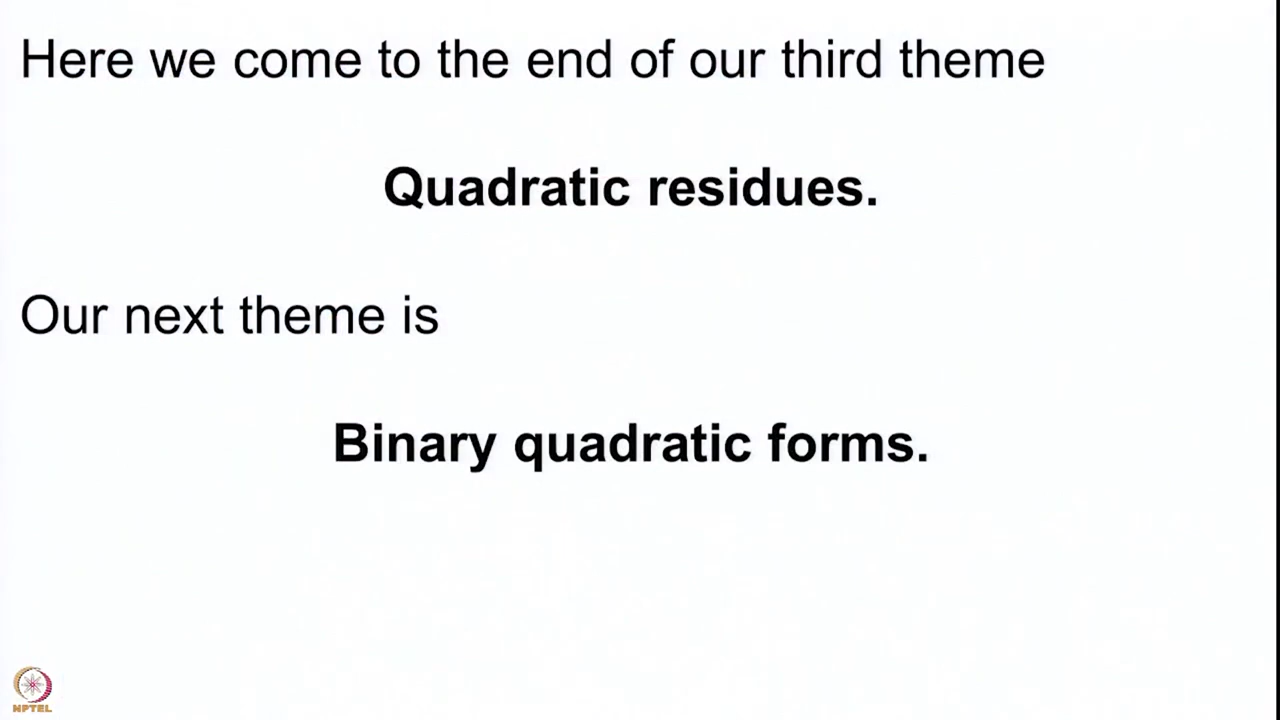 Here we come to the end of our third theme
Quadratic residues.
Our next theme is
Binary quadratic forms.
NPTEL